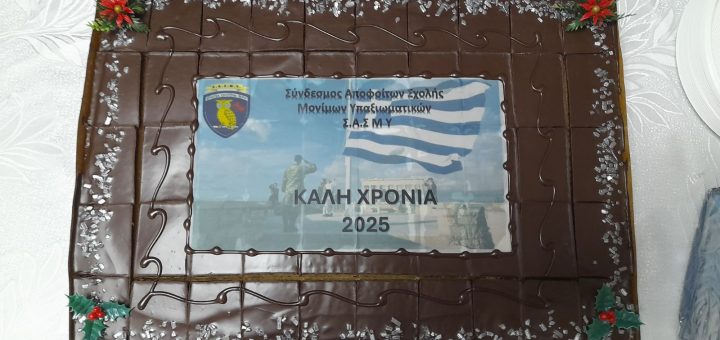 Σύνδεσμος Αποφοίτων Σχολής
Μονίμων Υπαξιωματικών
Σ.Α.Σ Μ Υ
ΚΑΛΗ ΧΡΟΝΙΑ
2025